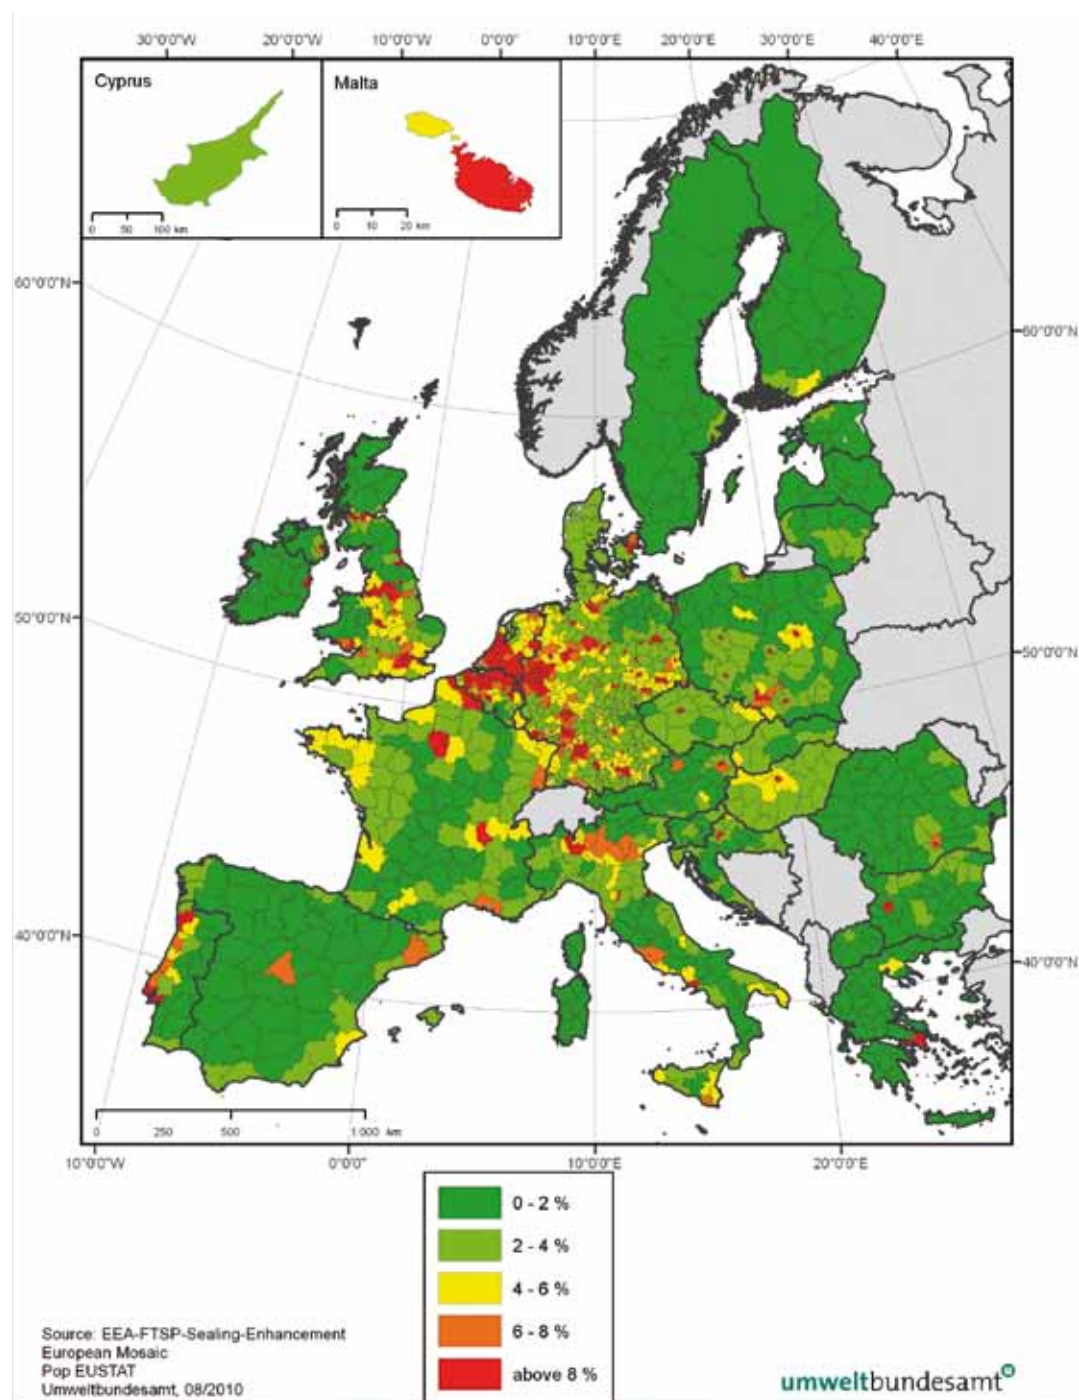 30°0'0"W 20°0'0"W 10°0'0"W 0°0'0" 10°0'0"E 20°0'0"E 30°0'0"E 40°0'0"E
Cyprus
Malta
0 50 100 km
0 10 20 km
60°0'0"N
60°0'0"N
50°0'0"N
50°0'0"N
40°0'0"N
40°0'0"N
0 250 500 1 000 km
10°0'0"W 0°0'0" 10°0'0"E 20°0'0"E
0 - 2 %
2 - 4 %
4 - 6 %
6 - 8 %
above 8 %
Source: EEA-FTSP-Sealing-Enhancement
European Mosaic
Pop EUSTAT
Umweltbundesamt, 08/2010
umweltbundesamt